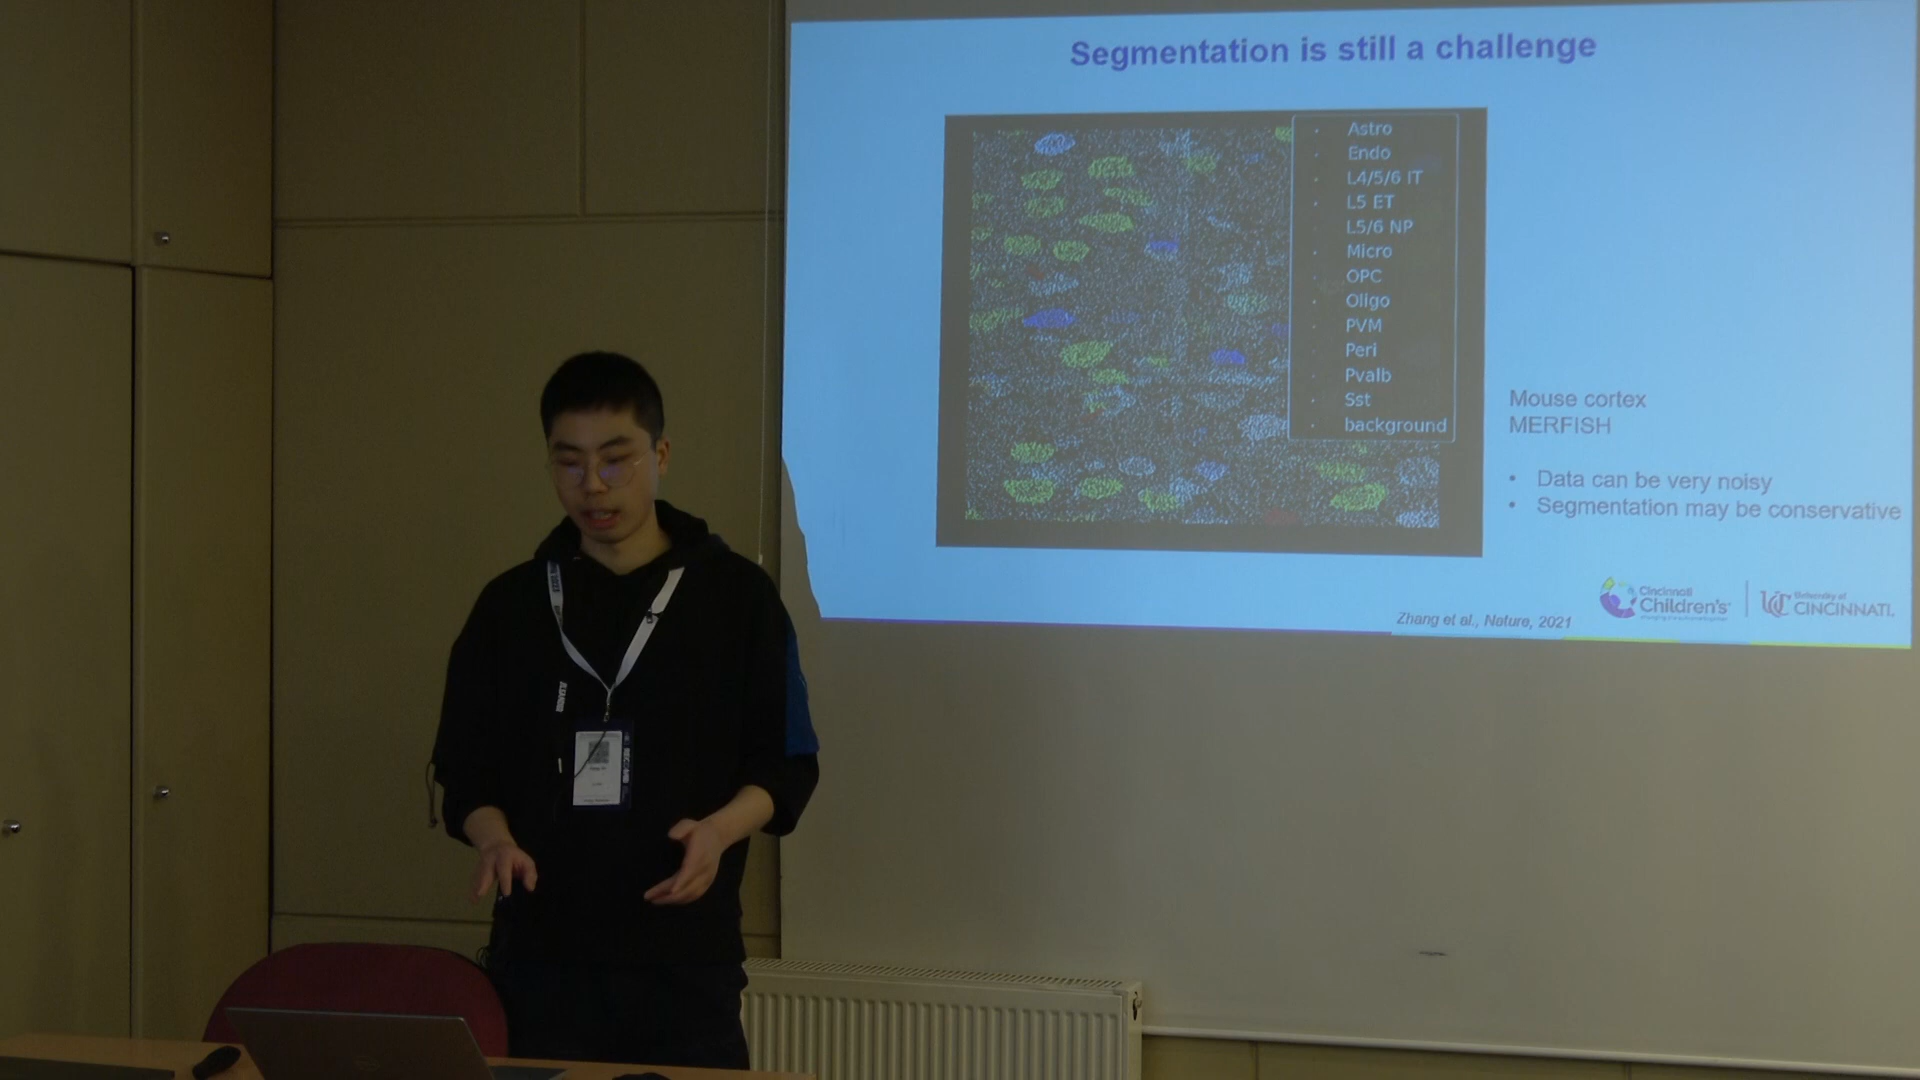 Segmentation is still a challenge
Astro
Endo
L4/5/6 IT
L5 ET
L5/6 NP
Micro
OPC
Oligo
PVM
Peri
Pvalb
Sst
background
Mouse cortex
MERFISH
• Data can be very noisy
• Segmentation may be conservative
Zhang et al., Nature, 2021
Cincinnati
Children's
UC University of
CINCINNATI